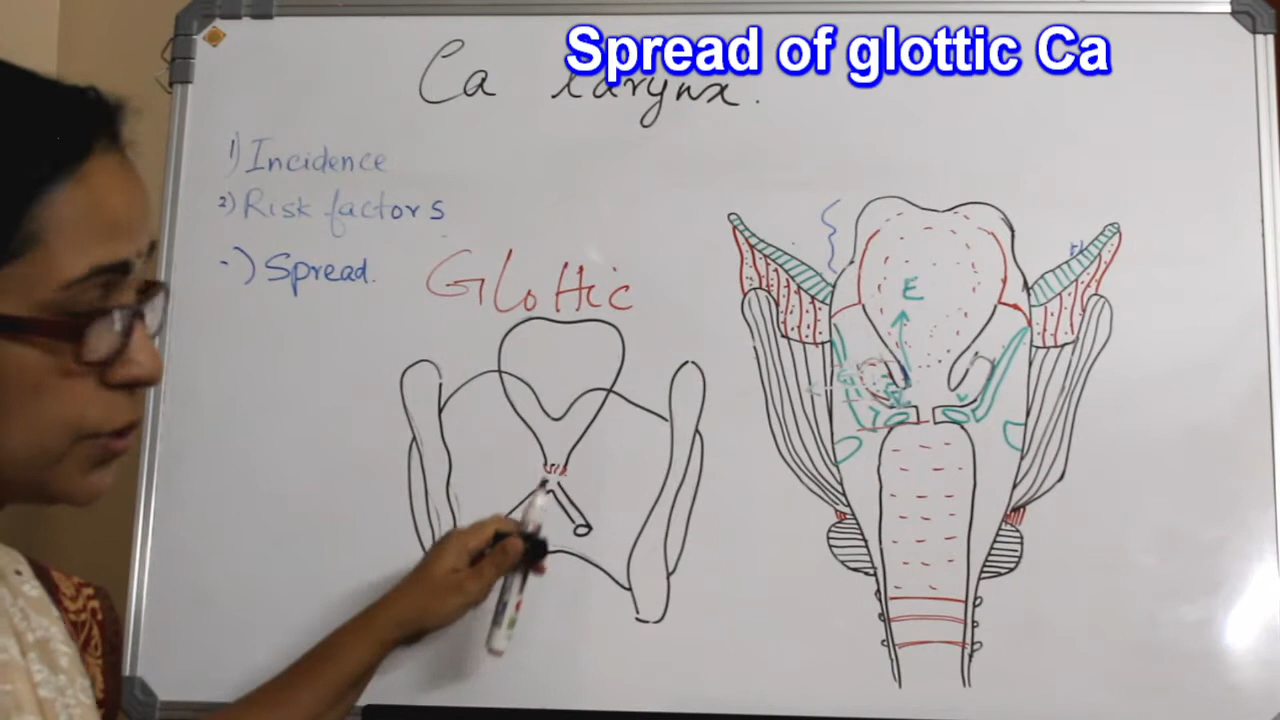 Spread of glottic Ca
Ca larynx.
1) Incidence
2) Risk factors
-) Spread.
Glottic
E